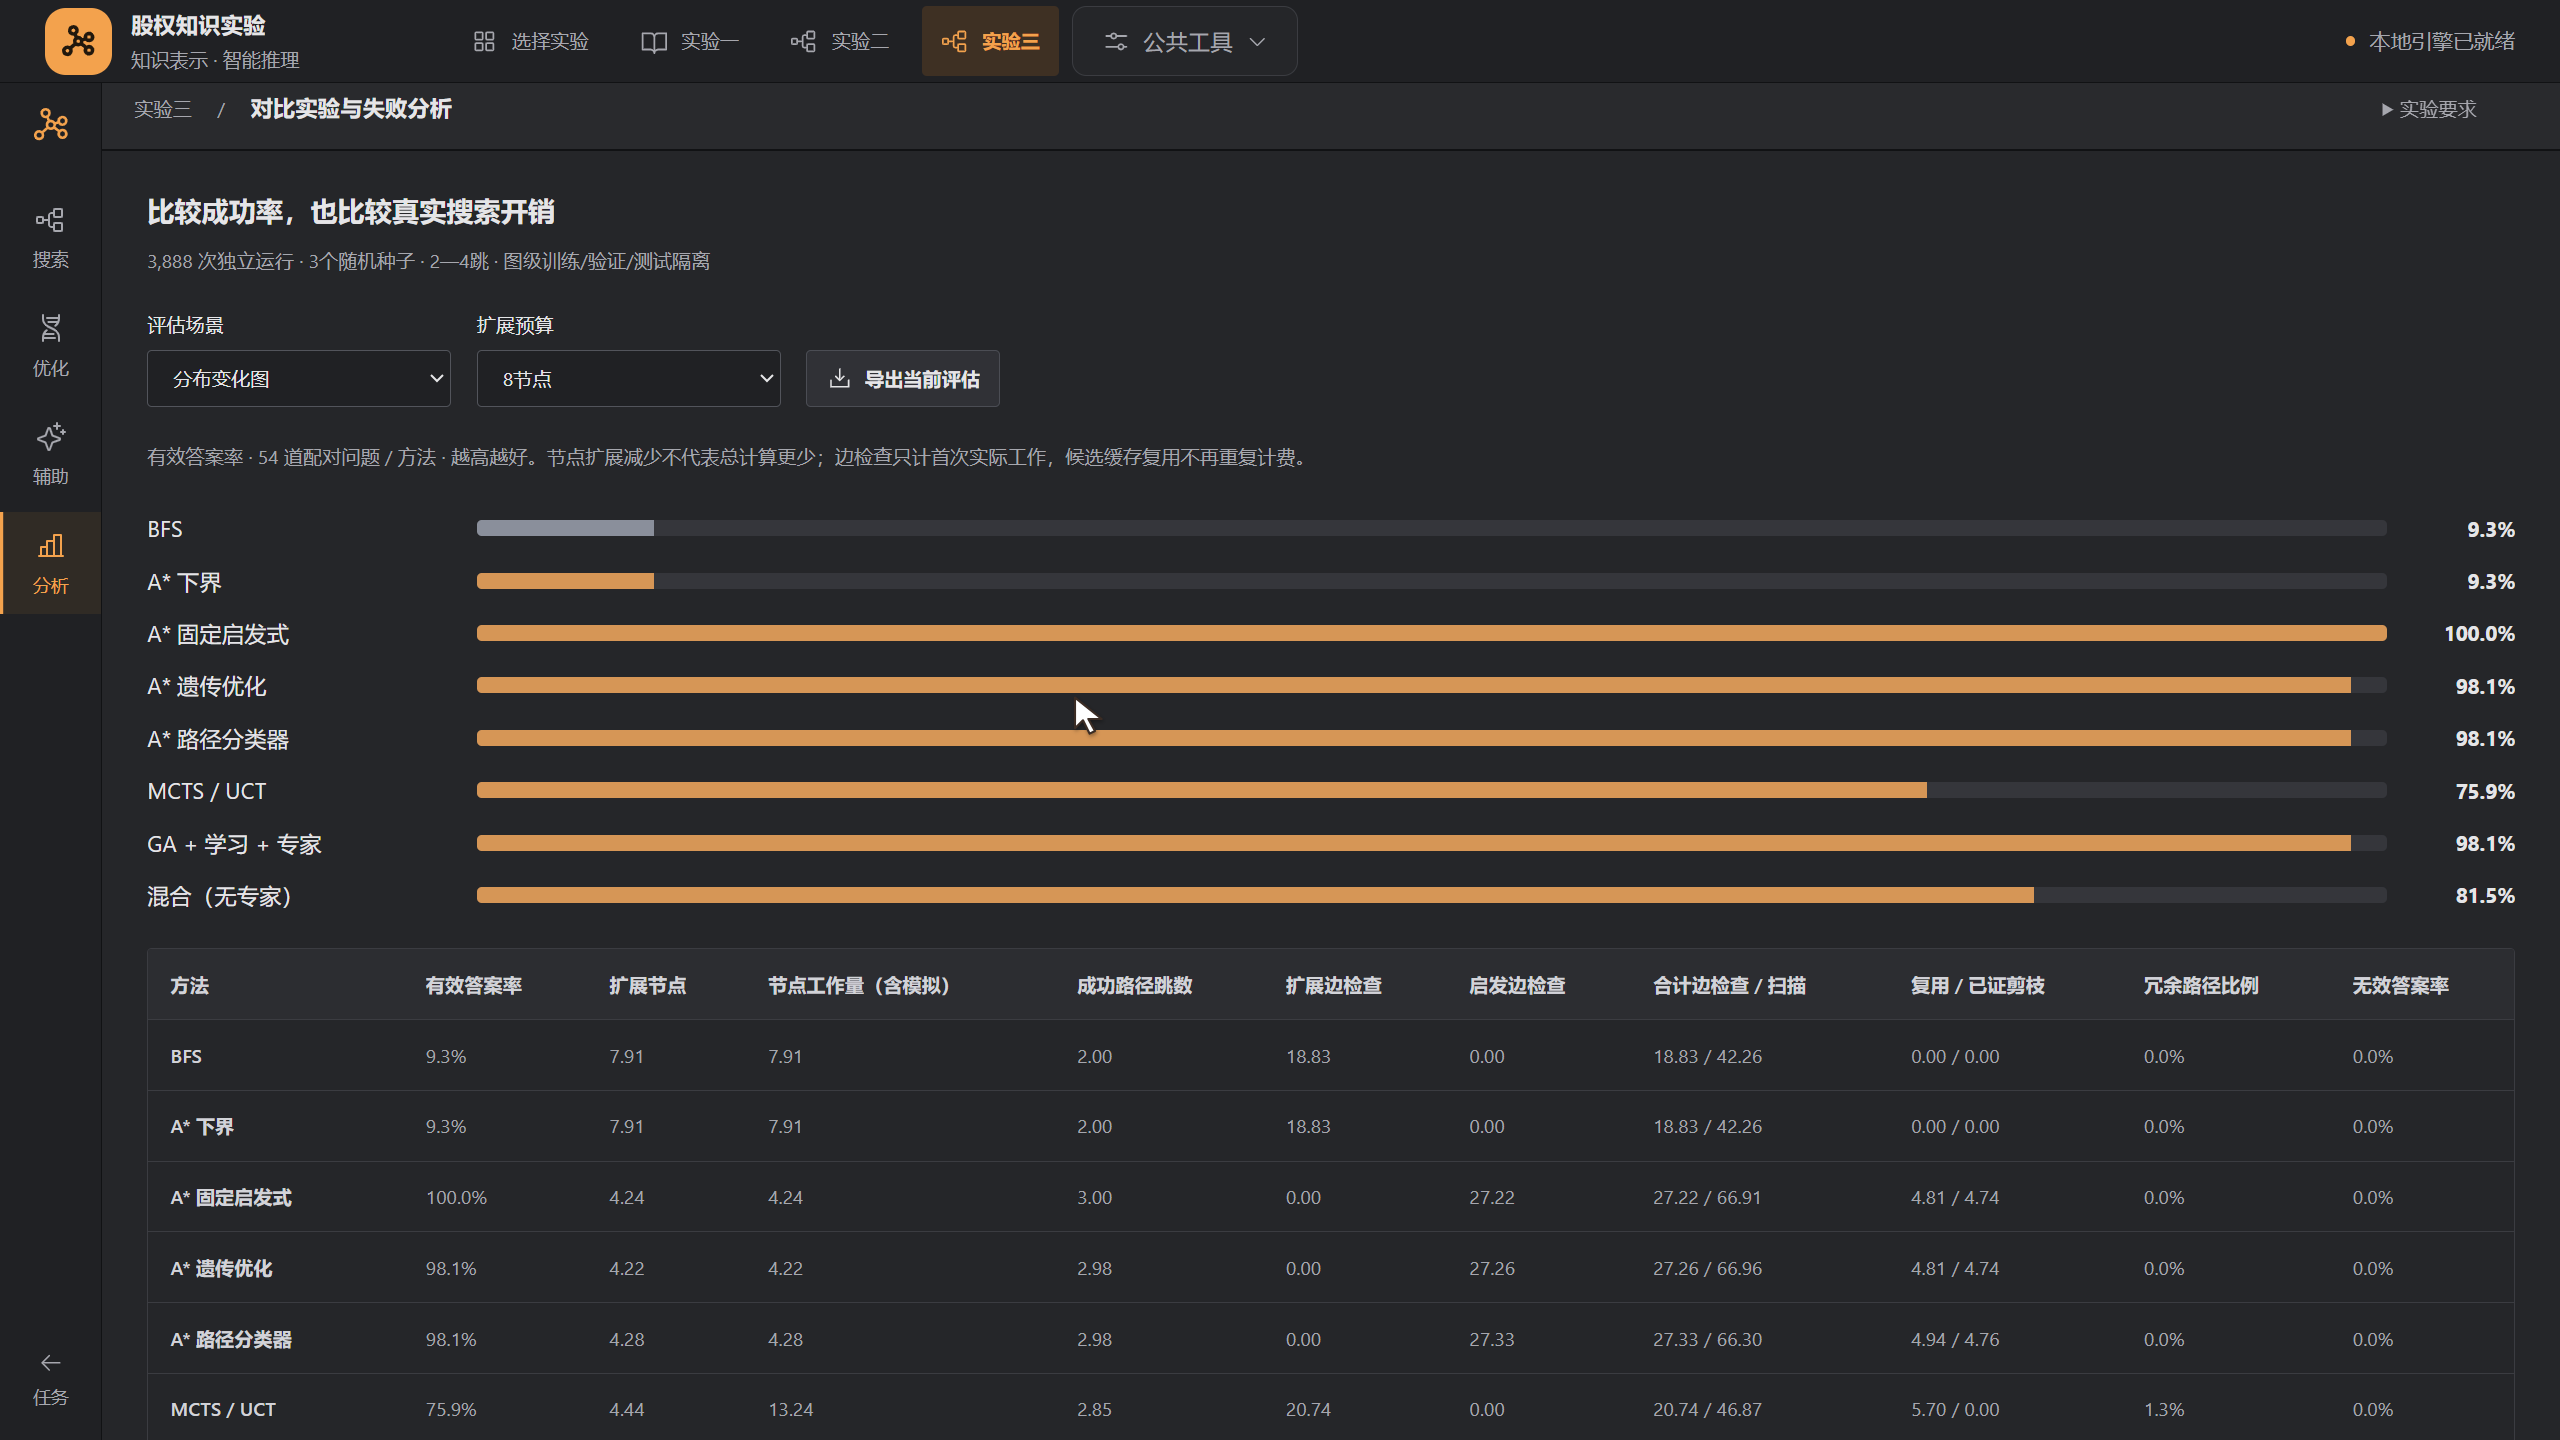 股权知识实验
知识表示 · 智能推理
选择实验
实验一
实验二
实验三
公共工具
本地引擎已就绪
实验三 / 对比实验与失败分析
实验要求
搜索
优化
辅助
分析
任务
比较成功率，也比较真实搜索开销
3,888 次独立运行 · 3个随机种子 · 2—4跳 · 图级训练/验证/测试隔离
评估场景 扩展预算
分布变化图 8节点 导出当前评估
有效答案率 · 54 道配对问题 / 方法 · 越高越好。节点扩展减少不代表总计算更少；边检查只计首次实际工作，候选缓存复用不再重复计费。
BFS 9.3%
A* 下界 9.3%
A* 固定启发式 100.0%
A* 遗传优化 98.1%
A* 路径分类器 98.1%
MCTS / UCT 75.9%
GA + 学习 + 专家 98.1%
混合（无专家） 81.5%
方法 有效答案率 扩展节点 节点工作量（含模拟） 成功路径跳数 扩展边检查 启发边检查 合计边检查 / 扫描 复用 / 已证剪枝 冗余路径比例 无效答案率
BFS 9.3% 7.91 7.91 2.00 18.83 0.00 18.83 / 42.26 0.00 / 0.00 0.0% 0.0%
A* 下界 9.3% 7.91 7.91 2.00 18.83 0.00 18.83 / 42.26 0.00 / 0.00 0.0% 0.0%
A* 固定启发式 100.0% 4.24 4.24 3.00 0.00 27.22 27.22 / 66.91 4.81 / 4.74 0.0% 0.0%
A* 遗传优化 98.1% 4.22 4.22 2.98 0.00 27.26 27.26 / 66.96 4.81 / 4.74 0.0% 0.0%
A* 路径分类器 98.1% 4.28 4.28 2.98 0.00 27.33 27.33 / 66.30 4.94 / 4.76 0.0% 0.0%
MCTS / UCT 75.9% 4.44 13.24 2.85 20.74 0.00 20.74 / 46.87 5.70 / 0.00 1.3% 0.0%